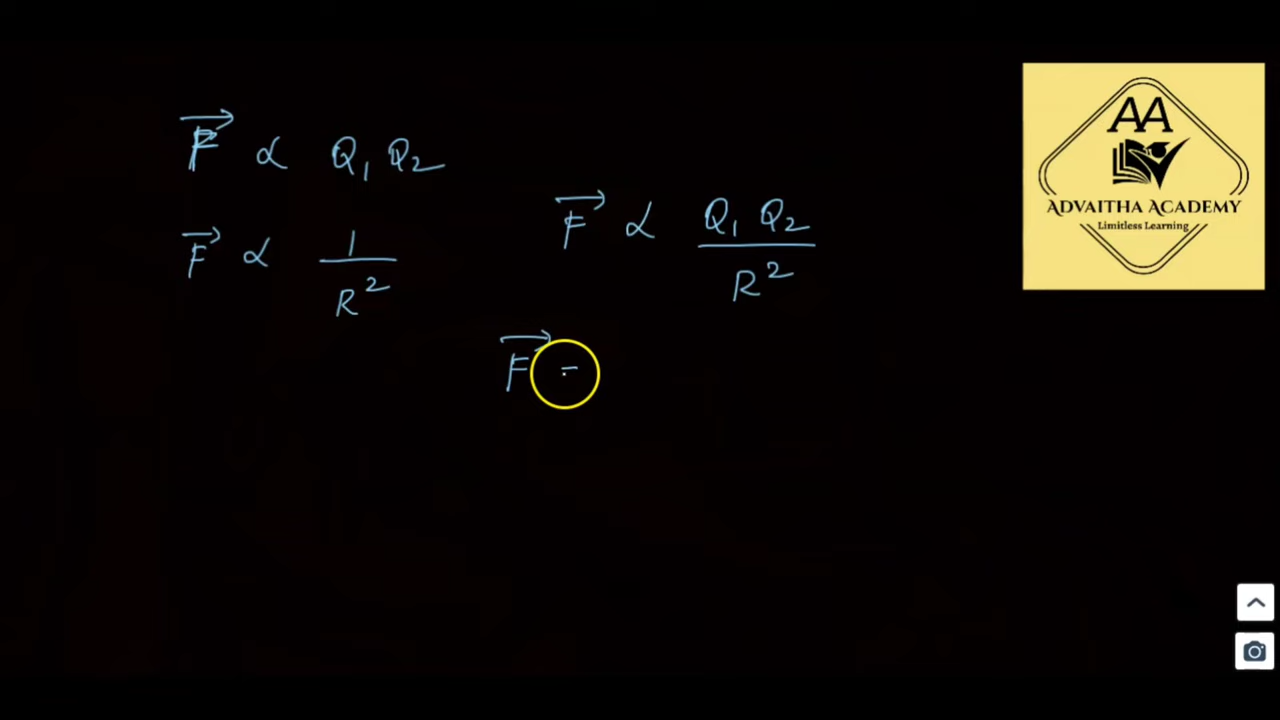 F⃗ ∝ Q₁ Q₂
F⃗ ∝ 1/R²
F⃗ ∝ Q₁ Q₂/R²
F⃗ =
AA
ADVAITHA ACADEMY
Limitless Learning